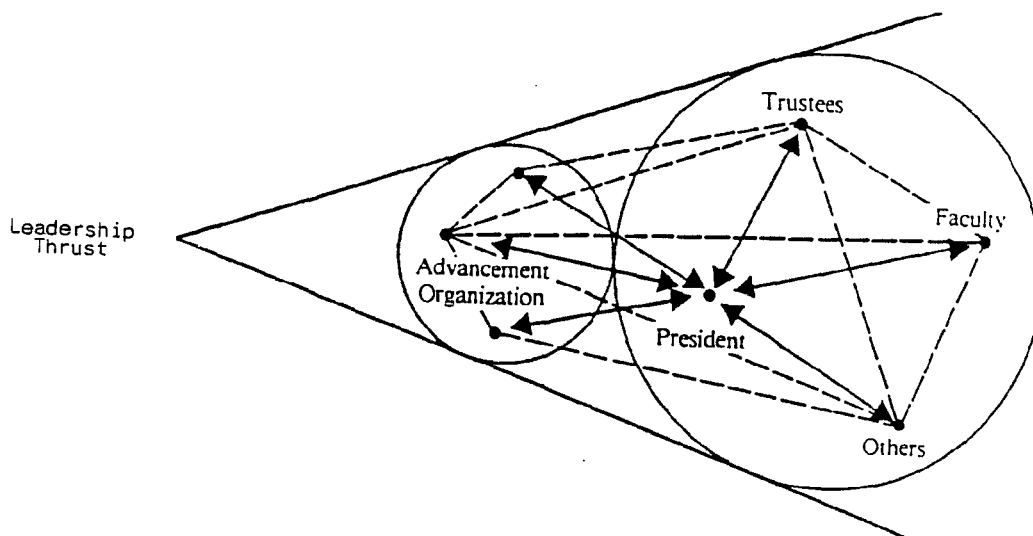 Leadership
Thrust
Advancement
Organization
Trustees
Faculty
President
Others